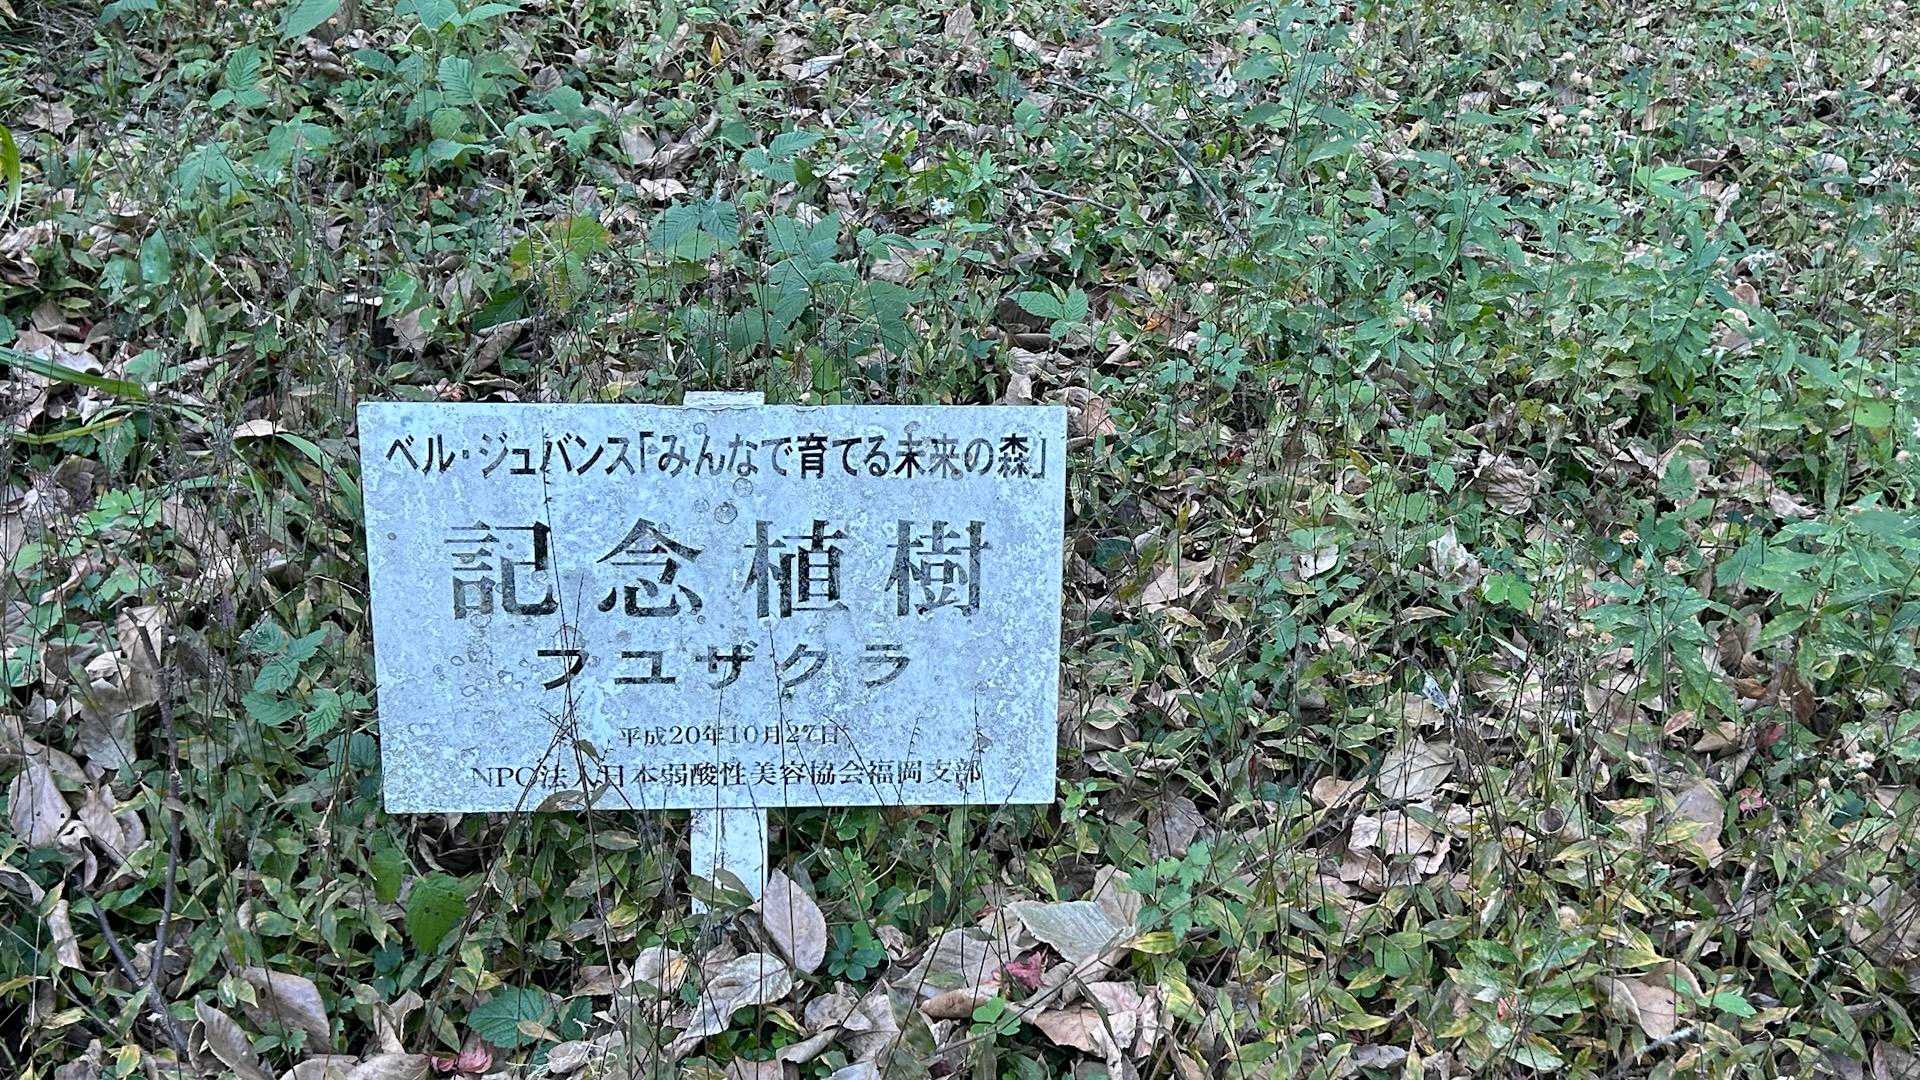 ベル・ジュバンス「みんなで育てる未来の森」
記念植樹
フユザクラ
平成20年10月27日
NPO法人日本弱酸性美容協会福岡支部